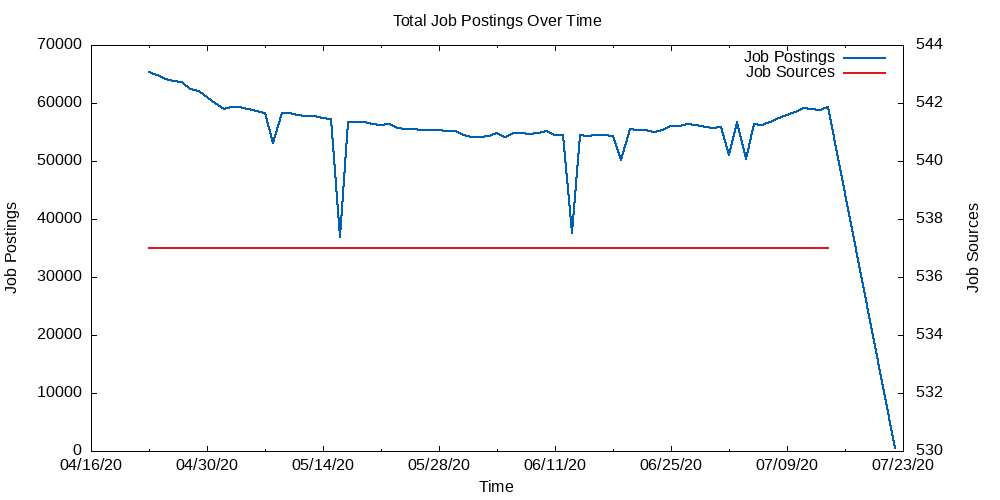 Total Job Postings Over Time
70000
60000
50000
40000
30000
20000
10000
0
544
542
540
538
536
534
532
530
04/16/20 04/30/20 05/14/20 05/28/20 06/11/20 06/25/20 07/09/20 07/23/20
Job Postings
Job Sources
Job Postings
Job Sources
Time